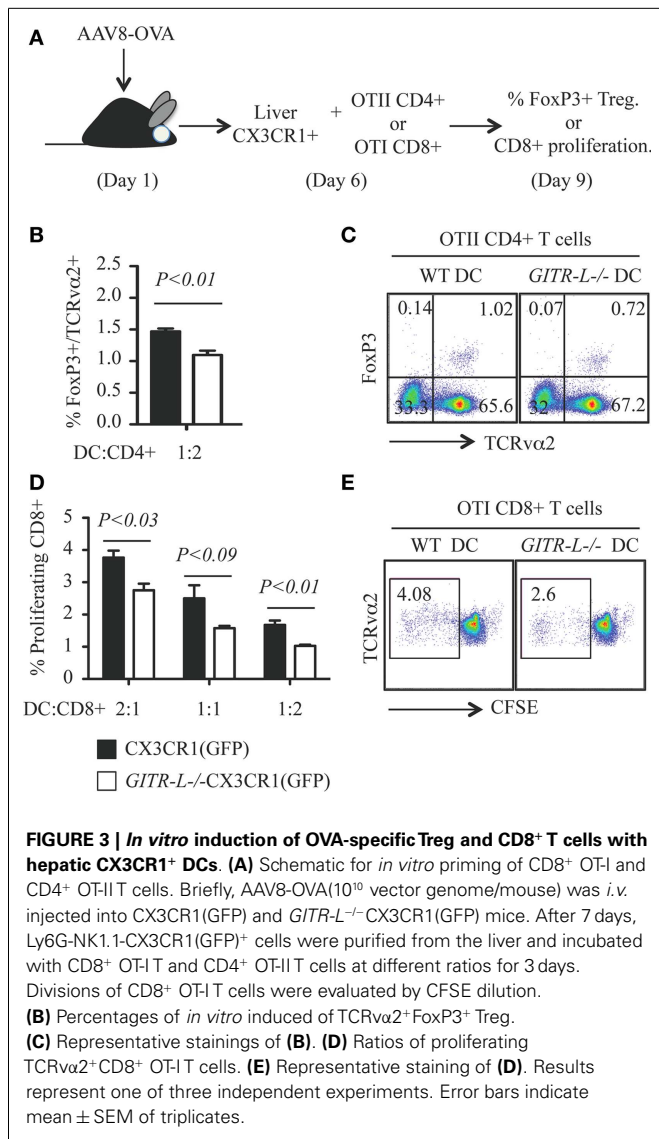 A
AAV8-OVA
Liver
CX3CR1+
+
OTII CD4+
or
OTI CD8+
% FoxP3+ Treg.
or
CD8+ proliferation.
(Day 1)
(Day 6)
(Day 9)
B
% FoxP3+/TCRvα2+
2.5
2.0
1.5
1.0
0.5
0.0
P<0.01
DC:CD4+ 1:2
C
OTII CD4+ T cells
WT DC
GITR-L-/- DC
0.14 1.02
0.07 0.72
33.3 65.6
32 67.2
FoxP3
TCRvα2
D
% Proliferating CD8+
5
4
3
2
1
0
P<0.03
P<0.09
P<0.01
DC:CD8+ 2:1 1:1 1:2
CX3CR1(GFP)
GITR-L-/-CX3CR1(GFP)
E
OTI CD8+ T cells
WT DC
GITR-L-/- DC
4.08
2.6
TCRvα2
CFSE
FIGURE 3 | In vitro induction of OVA-specific Treg and CD8⁺ T cells with
hepatic CX3CR1⁺ DCs. (A) Schematic for in vitro priming of CD8⁺ OT-I and
CD4⁺ OT-II T cells. Briefly, AAV8-OVA(10¹⁰ vector genome/mouse) was i.v.
injected into CX3CR1(GFP) and GITR-L⁻/⁻CX3CR1(GFP) mice. After 7 days,
Ly6G-NK1.1-CX3CR1(GFP)⁺ cells were purified from the liver and incubated
with CD8⁺ OT-I T and CD4⁺ OT-II T cells at different ratios for 3 days.
Divisions of CD8⁺ OT-I T cells were evaluated by CFSE dilution.
(B) Percentages of in vitro induced of TCRvα2⁺FoxP3⁺ Treg.
(C) Representative stainings of (B). (D) Ratios of proliferating
TCRvα2⁺CD8⁺ OT-I T cells. (E) Representative staining of (D). Results
represent one of three independent experiments. Error bars indicate
mean ± SEM of triplicates.